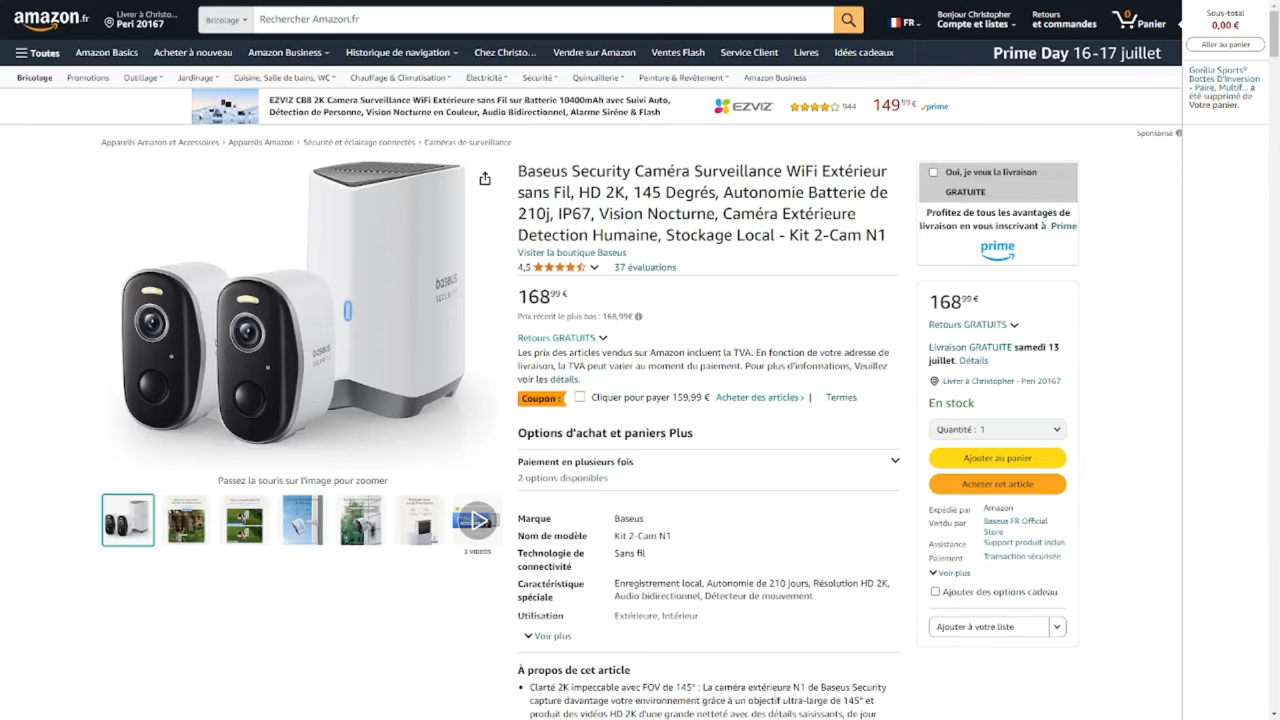 amazon.fr
Livrer à Christo...
Peri 20167
Bricolage
Rechercher Amazon.fr
FR
Bonjour Christopher
Compte et listes
Retours
et commandes
0
Panier
Sous-total
0,00 €
Aller au panier
Gorilla Sports®
Bottes D'Inversion
- Paire, Multif... a
été supprimé de
Votre panier.
Toutes
Amazon Basics
Acheter à nouveau
Amazon Business
Historique de navigation
Chez Christo...
Vendre sur Amazon
Ventes Flash
Service Client
Livres
Idées cadeaux
Prime Day 16-17 juillet
Bricolage
Promotions
Outillage
Jardinage
Cuisine, Salle de bains, WC
Chauffage & Climatisation
Électricité
Sécurité
Quincaillerie
Peinture & Revêtement
Amazon Business
EZVIZ CB8 2K Camera Surveillance WiFi Extérieure sans Fil sur Batterie 10400mAh avec Suivi Auto,
Détection de Personne, Vision Nocturne en Couleur, Audio Bidirectionnel, Alarme Sirène & Flash
EZVIZ
944
149,99€
prime
Sponsorisé
Appareils Amazon et Accessoires › Appareils Amazon › Sécurité et éclairage connectés › Caméras de surveillance
baseus
SECURITY
baseus
SECURITY
Passez la souris sur l'image pour zoomer
2 VIDEOS
Baseus Security Caméra Surveillance WiFi Extérieur
sans Fil, HD 2K, 145 Degrés, Autonomie Batterie de
210j, IP67, Vision Nocturne, Caméra Extérieure
Detection Humaine, Stockage Local - Kit 2-Cam N1
Visiter la boutique Baseus
4,5
37 évaluations
168,99 €
Prix récent le plus bas : 168,99€
Retours GRATUITS
Les prix des articles vendus sur Amazon incluent la TVA. En fonction de votre adresse de
livraison, la TVA peut varier au moment du paiement. Pour plus d'informations, Veuillez
voir les détails.
Coupon :
Cliquer pour payer 159,99 €
Acheter des articles ›
|
Termes
Options d'achat et paniers Plus
Paiement en plusieurs fois
2 options disponibles
Marque
Baseus
Nom de modèle
Kit 2-Cam N1
Technologie de
connectivité
Sans fil
Caractéristique
spéciale
Enregistrement local, Autonomie de 210 jours, Résolution HD 2K,
Audio bidirectionnel, Détecteur de mouvement
Utilisation
Extérieure, Intérieur
Voir plus
À propos de cet article
• Clarté 2K impeccable avec FOV de 145° : La caméra extérieure N1 de Baseus Security
capture davantage votre environnement grâce à un objectif ultra-large de 145° et
produit des vidéos HD 2K d'une grande netteté avec des détails saisissants, de jour
Oui, je veux la livraison
GRATUITE
Profitez de tous les avantages de
livraison en vous inscrivant à Prime
prime
168,99 €
Retours GRATUITS
Livraison GRATUITE samedi 13
juillet. Détails
Livrer à Christopher - Peri 20167
En stock
Quantité : 1
Ajouter au panier
Acheter cet article
Expédié par
Amazon
Vendu par
Baseus FR Official
Store
Assistance
Support produit inclus
Paiement
Transaction sécurisée
Voir plus
Ajouter des options cadeau
Ajouter à votre liste